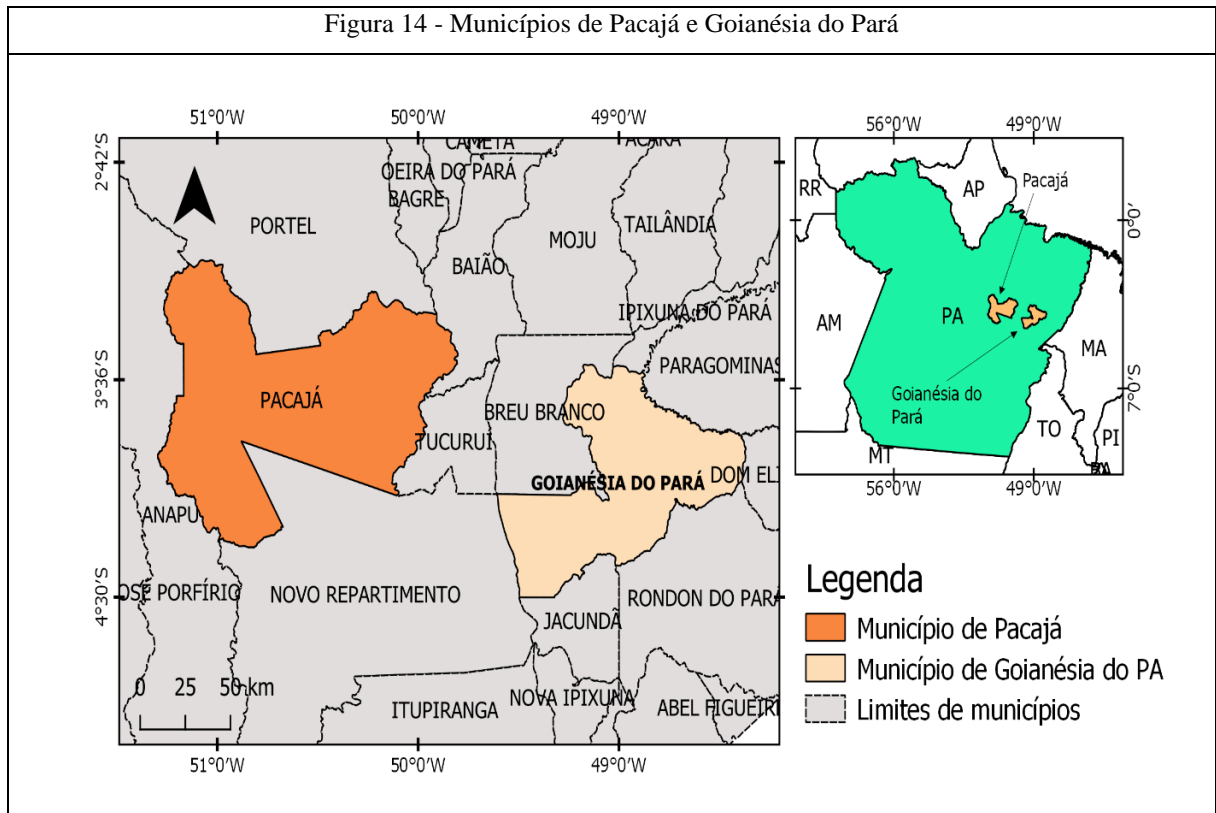 Figura 14 - Municípios de Pacajá e Goianésia do Pará
51°0'W 50°0'W 49°0'W
56°0'W 49°0'W
2°42'S
3°36'S
4°30'S
CAMETÁ
ACARÁ
OEIRA DO PARÁ
BAGRE
PORTEL
TAILÂNDIA
MOJU
BAIÃO
IPIXUNA DO PARÁ
PARAGOMINAS
PACAJÁ
BREU BRANCO
TUCURUÍ
GOIANÉSIA DO PARÁ
DOM ELI
ANAPU
OSÉ PORFÍRIO
NOVO REPARTIMENTO
RONDON DO PARÁ
JACUNDÁ
NOVA IPIXUNA
ITUPIRANGA
ABEL FIGUEIR
0 25 50 km
51°0'W 50°0'W 49°0'W
RR
AP
Pacajá
0°0'
AM
PA
MA
Goianésia do
Pará
7°0'S
TO
PI
MT
56°0'W 49°0'W
Legenda
Município de Pacajá
Município de Goianésia do PA
Limites de municípios